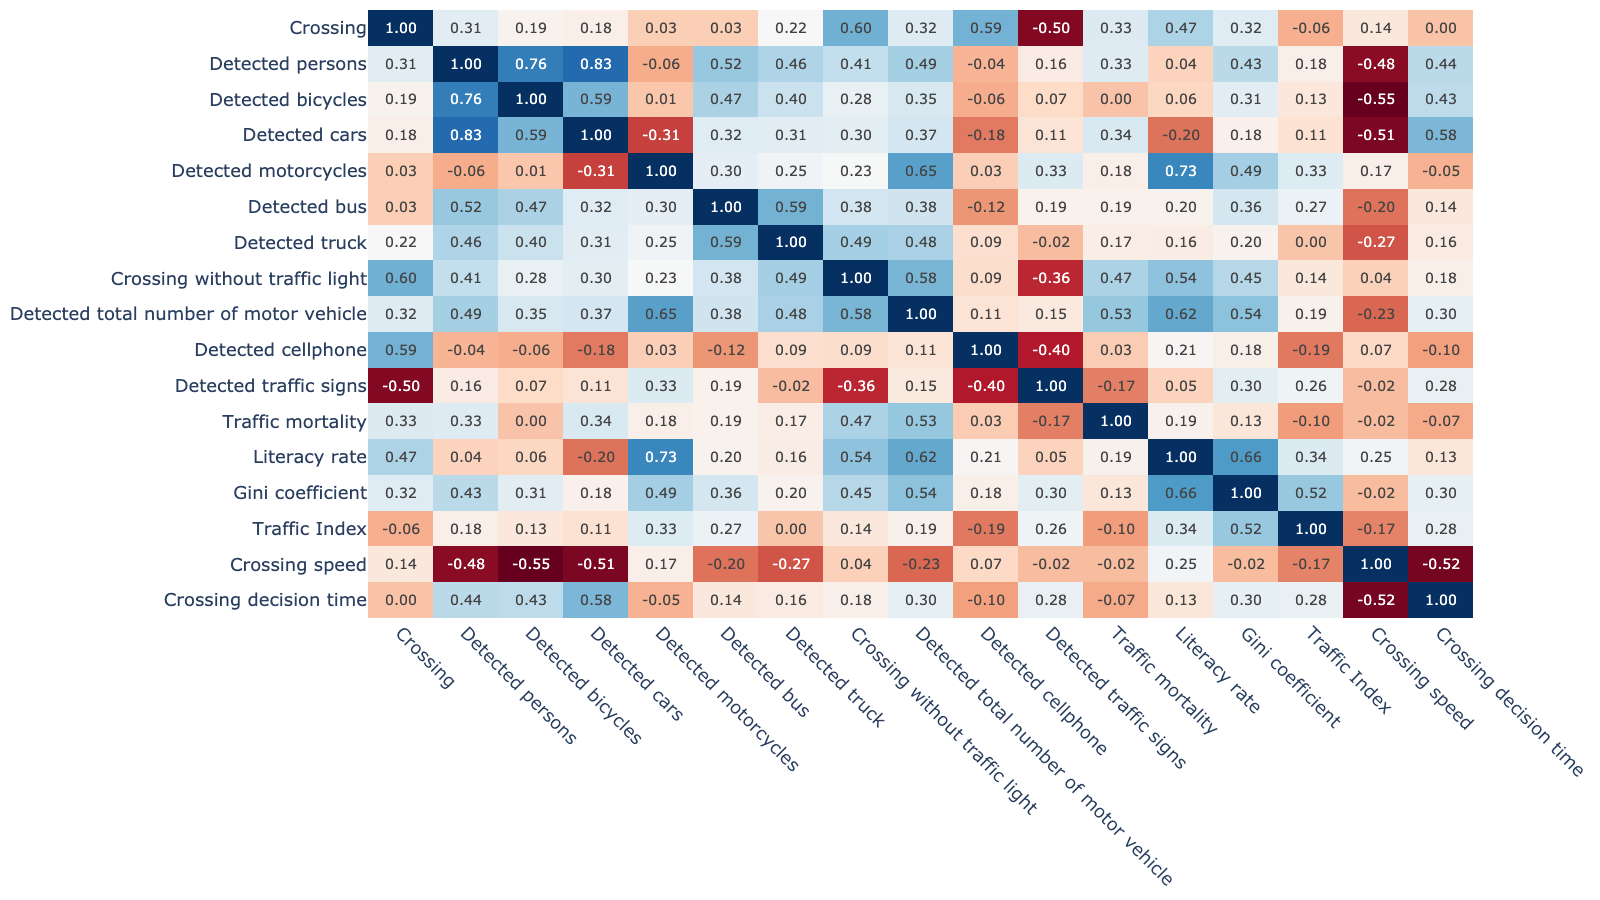 Crossing 1.00 0.31 0.19 0.18 0.03 0.03 0.22 0.60 0.32 0.59 -0.50 0.33 0.47 0.32 -0.06 0.14 0.00
Detected persons 0.31 1.00 0.76 0.83 -0.06 0.52 0.46 0.41 0.49 -0.04 0.16 0.33 0.04 0.43 0.18 -0.48 0.44
Detected bicycles 0.19 0.76 1.00 0.59 0.01 0.47 0.40 0.28 0.35 -0.06 0.07 0.00 0.06 0.31 0.13 -0.55 0.43
Detected cars 0.18 0.83 0.59 1.00 -0.31 0.32 0.31 0.30 0.37 -0.18 0.11 0.34 -0.20 0.18 0.11 -0.51 0.58
Detected motorcycles 0.03 -0.06 0.01 -0.31 1.00 0.30 0.25 0.23 0.65 0.03 0.33 0.18 0.73 0.49 0.33 0.17 -0.05
Detected bus 0.03 0.52 0.47 0.32 0.30 1.00 0.59 0.38 0.38 -0.12 0.19 0.19 0.20 0.36 0.27 -0.20 0.14
Detected truck 0.22 0.46 0.40 0.31 0.25 0.59 1.00 0.49 0.48 0.09 -0.02 0.17 0.16 0.20 0.00 -0.27 0.16
Crossing without traffic light 0.60 0.41 0.28 0.30 0.23 0.38 0.49 1.00 0.58 0.09 -0.36 0.47 0.54 0.45 0.14 0.04 0.18
Detected total number of motor vehicle 0.32 0.49 0.35 0.37 0.65 0.38 0.48 0.58 1.00 0.11 0.15 0.53 0.62 0.54 0.19 -0.23 0.30
Detected cellphone 0.59 -0.04 -0.06 -0.18 0.03 -0.12 0.09 0.09 0.11 1.00 -0.40 0.03 0.21 0.18 -0.19 0.07 -0.10
Detected traffic signs -0.50 0.16 0.07 0.11 0.33 0.19 -0.02 -0.36 0.15 -0.40 1.00 -0.17 0.05 0.30 0.26 -0.02 0.28
Traffic mortality 0.33 0.33 0.00 0.34 0.18 0.19 0.17 0.47 0.53 0.03 -0.17 1.00 0.19 0.13 -0.10 -0.02 -0.07
Literacy rate 0.47 0.04 0.06 -0.20 0.73 0.20 0.16 0.54 0.62 0.21 0.05 0.19 1.00 0.66 0.34 0.25 0.13
Gini coefficient 0.32 0.43 0.31 0.18 0.49 0.36 0.20 0.45 0.54 0.18 0.30 0.13 0.66 1.00 0.52 -0.02 0.30
Traffic Index -0.06 0.18 0.13 0.11 0.33 0.27 0.00 0.14 0.19 -0.19 0.26 -0.10 0.34 0.52 1.00 -0.17 0.28
Crossing speed 0.14 -0.48 -0.55 -0.51 0.17 -0.20 -0.27 0.04 -0.23 0.07 -0.02 -0.02 0.25 -0.02 -0.17 1.00 -0.52
Crossing decision time 0.00 0.44 0.43 0.58 -0.05 0.14 0.16 0.18 0.30 -0.10 0.28 -0.07 0.13 0.30 0.28 -0.52 1.00
Crossing
Detected persons
Detected bicycles
Detected cars
Detected motorcycles
Detected bus
Detected truck
Crossing without traffic light
Detected total number of motor vehicle
Detected cellphone
Detected traffic signs
Traffic mortality
Literacy rate
Gini coefficient
Traffic Index
Crossing speed
Crossing decision time